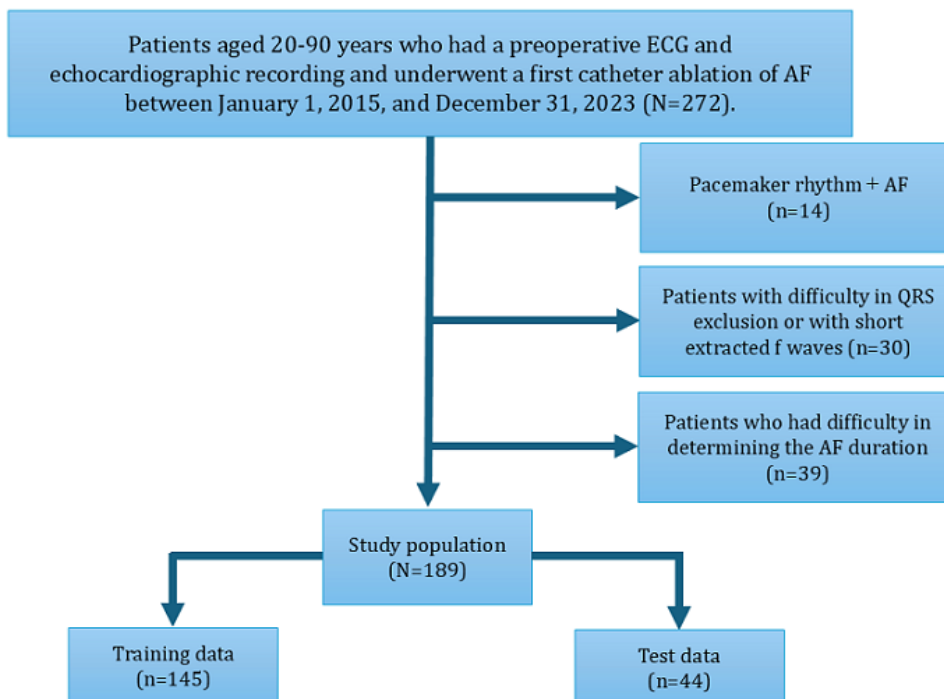 Patients aged 20-90 years who had a preoperative ECG and
echocardiographic recording and underwent a first catheter ablation of AF
between January 1, 2015, and December 31, 2023 (N=272).
Pacemaker rhythm + AF
(n=14)
Patients with difficulty in QRS
exclusion or with short
extracted f waves (n=30)
Patients who had difficulty in
determining the AF duration
(n=39)
Study population
(N=189)
Training data
(n=145)
Test data
(n=44)